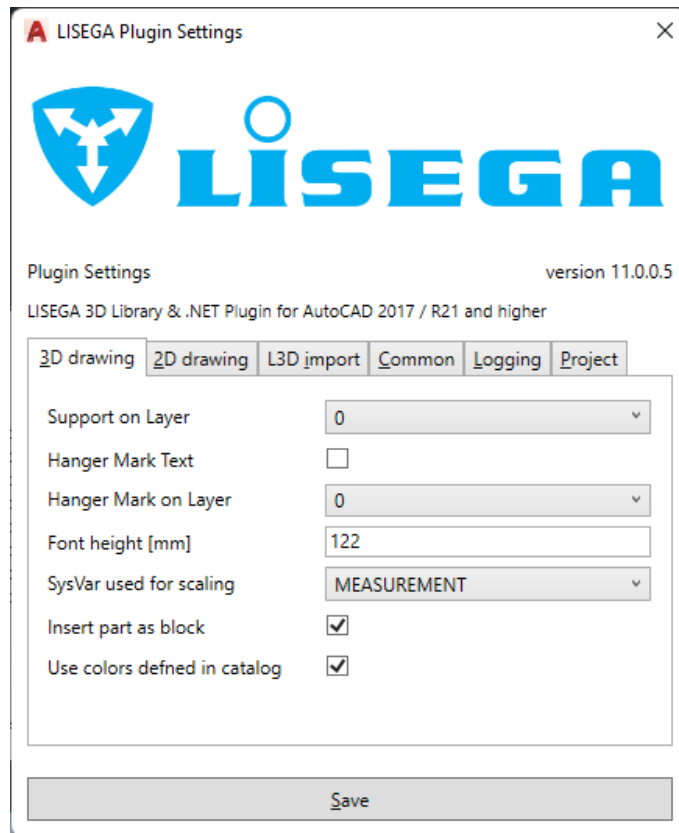 LISEGA Plugin Settings
LISEGA
Plugin Settings version 11.0.0.5
LISEGA 3D Library & .NET Plugin for AutoCAD 2017 / R21 and higher
3D drawing 2D drawing L3D import Common Logging Project
Support on Layer 0
Hanger Mark Text
Hanger Mark on Layer 0
Font height [mm] 122
SysVar used for scaling MEASUREMENT
Insert part as block
Use colors defned in catalog
Save